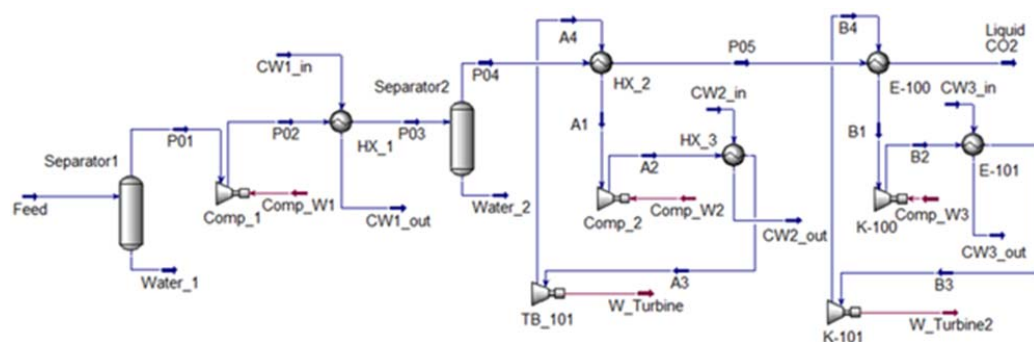 A4
B4
Liquid
CO2
CW1_in
P04
P05
Separator2
HX_2
E-100
CW2_in
CW3_in
P01
P02
P03
Separator1
HX_1
A1
HX_3
B1
A2
B2
E-101
Feed
Comp_1
Comp_W1
Water_2
Comp_W2
Comp_2
K-100
Comp_W3
CW1_out
CW2_out
CW3_out
Water_1
A3
B3
TB_101
W_Turbine
K-101
W_Turbine2